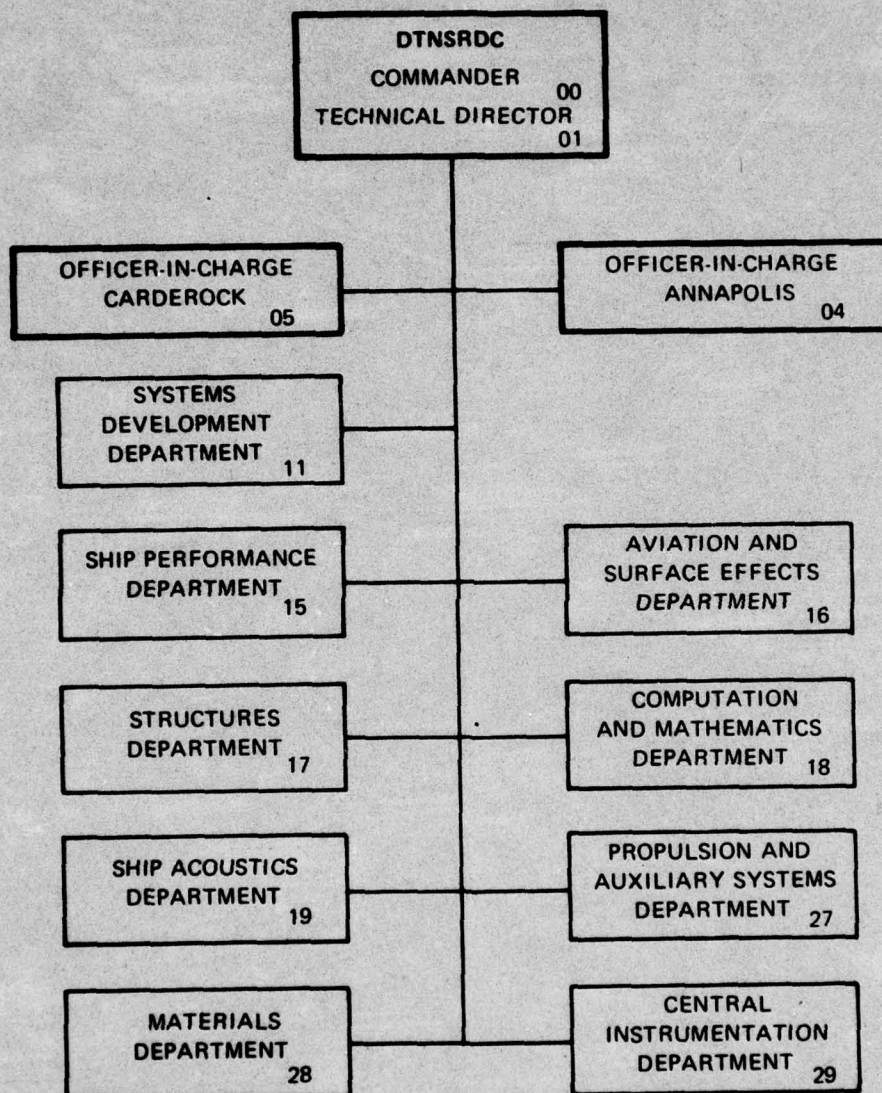 DTNSRDC
COMMANDER
00
TECHNICAL DIRECTOR
01
OFFICER-IN-CHARGE
CARDEROCK
05
OFFICER-IN-CHARGE
ANNAPOLIS
04
SYSTEMS
DEVELOPMENT
DEPARTMENT
11
SHIP PERFORMANCE
DEPARTMENT
15
AVIATION AND
SURFACE EFFECTS
DEPARTMENT
16
STRUCTURES
DEPARTMENT
17
COMPUTATION
AND MATHEMATICS
DEPARTMENT
18
SHIP ACOUSTICS
DEPARTMENT
19
PROPULSION AND
AUXILIARY SYSTEMS
DEPARTMENT
27
MATERIALS
DEPARTMENT
28
CENTRAL
INSTRUMENTATION
DEPARTMENT
29